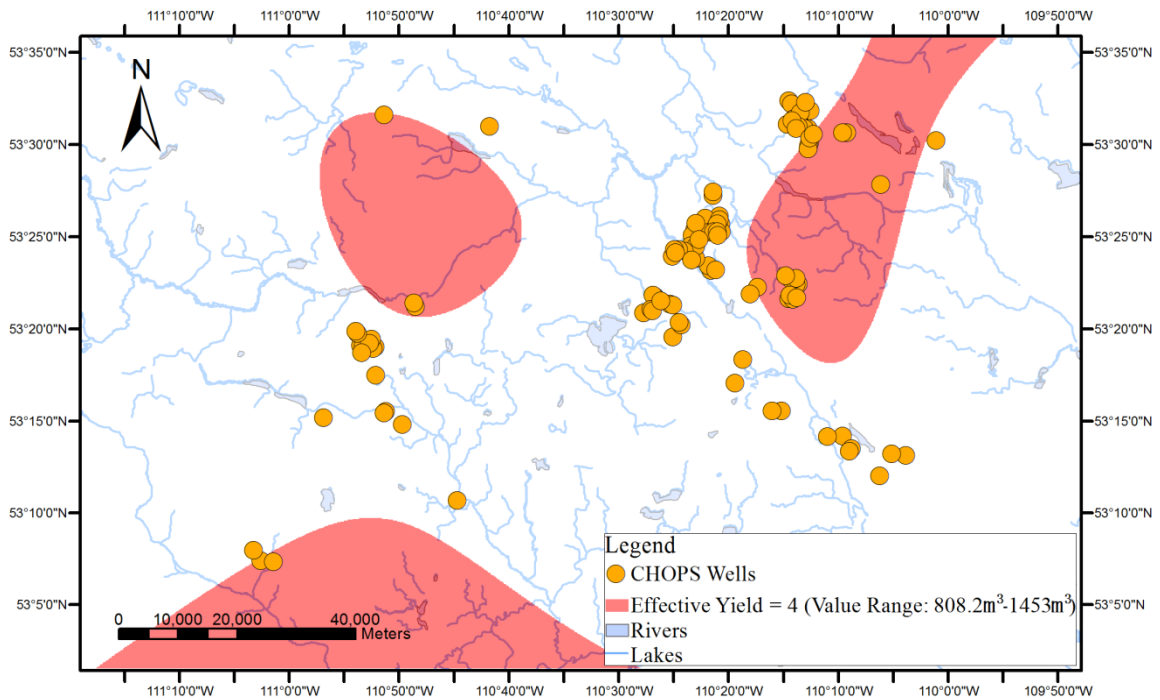 111°10'0"W 111°0'0"W 110°50'0"W 110°40'0"W 110°30'0"W 110°20'0"W 110°10'0"W 110°0'0"W 109°50'0"W
53°35'0"N 53°35'0"N
N
53°30'0"N 53°30'0"N
53°25'0"N 53°25'0"N
53°20'0"N 53°20'0"N
53°15'0"N 53°15'0"N
53°10'0"N 53°10'0"N
Legend
CHOPS Wells
53°5'0"N Effective Yield = 4 (Value Range: 808.2m³-1453m³) 53°5'0"N
0 10,000 20,000 40,000
Meters
Rivers
Lakes
111°10'0"W 111°0'0"W 110°50'0"W 110°40'0"W 110°30'0"W 110°20'0"W 110°10'0"W 110°0'0"W 109°50'0"W